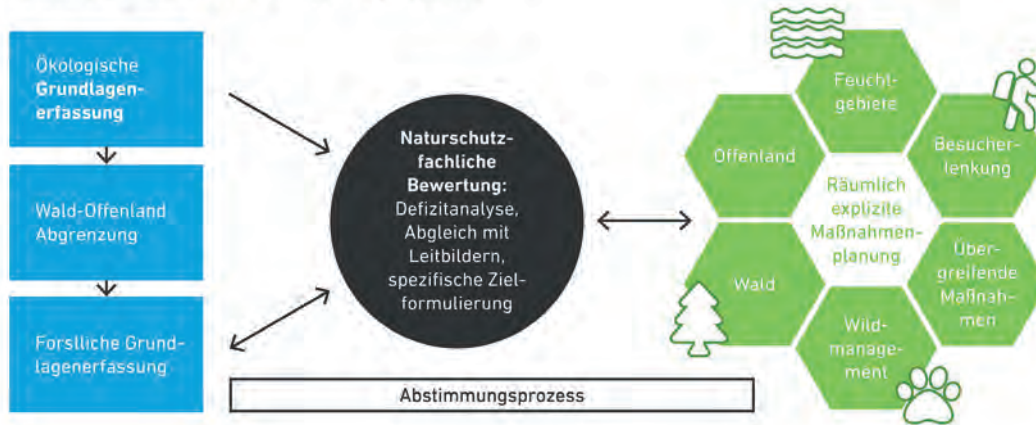 Ökologische
Grundlagen-
erfassung
Wald-Offenland
Abgrenzung
Forstliche Grund-
lagenerfassung
Naturschutz-
fachliche
Bewertung:
Defizitanalyse,
Abgleich mit
Leitbildern,
spezifische Ziel-
formulierung
Abstimmungsprozess
Feucht-
gebiete
Offenland
Besucher-
lenkung
Räumlich
explizite
Maßnahmen-
planung
Wald
Über-
greifende
Maßnah-
men
Wild-
manage-
ment